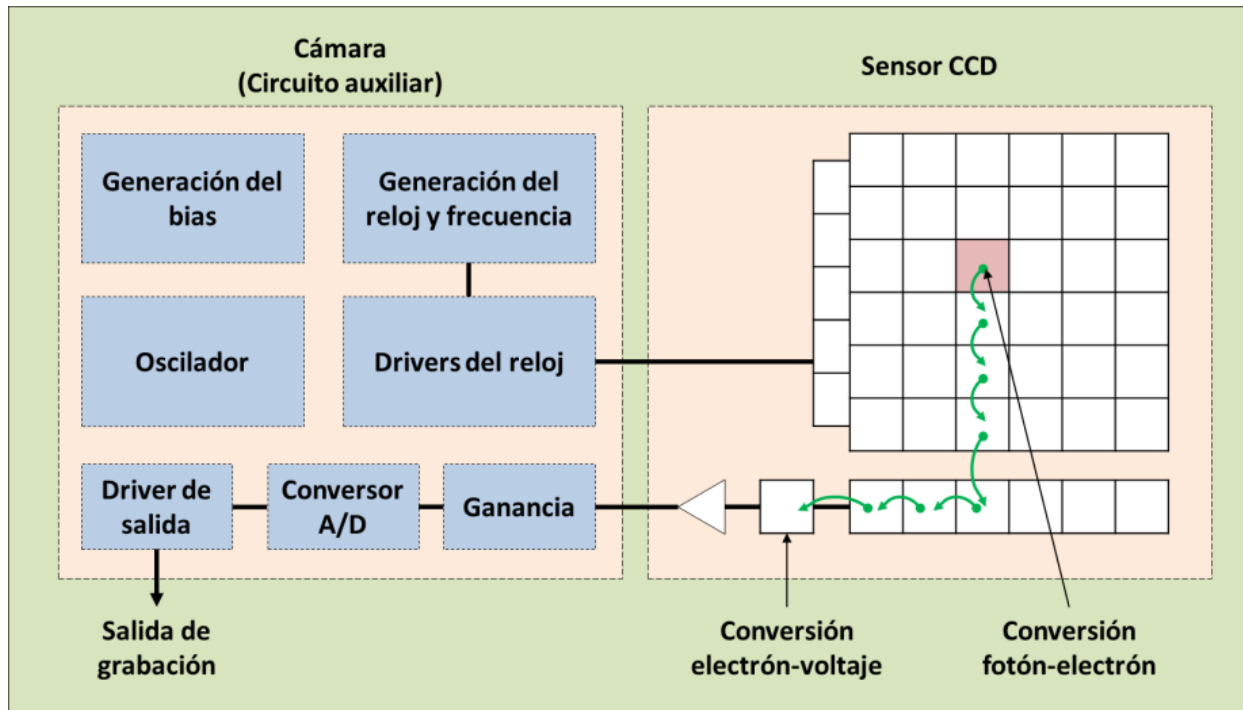 Cámara
(Circuito auxiliar)
Sensor CCD
Generación del
bias
Generación del
reloj y frecuencia
Oscilador
Drivers del reloj
Driver de
salida
Conversor
A/D
Ganancia
Salida de
grabación
Conversión
electrón-voltaje
Conversión
fotón-electrón